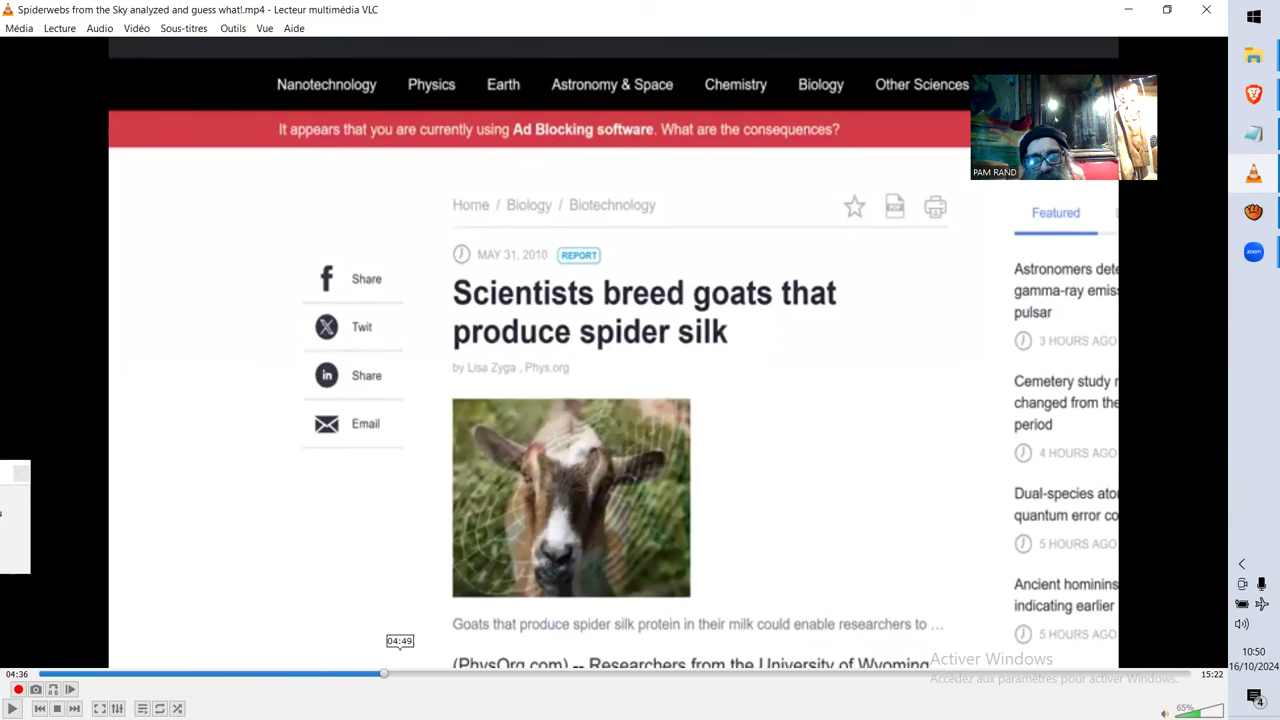 Spiderwebs from the Sky analyzed and guess what!.mp4 - Lecteur multimédia VLC
Média Lecture Audio Vidéo Sous-titres Outils Vue Aide
Nanotechnology Physics Earth Astronomy & Space Chemistry Biology Other Sciences
It appears that you are currently using Ad Blocking software. What are the consequences?
PAM RAND
Home / Biology / Biotechnology
PDF
Featured
MAY 31, 2010 REPORT
Scientists breed goats that
produce spider silk
by Lisa Zyga , Phys.org
Share
Twit
Share
Email
Astronomers dete
gamma-ray emis
pulsar
3 HOURS AGO
Cemetery study r
changed from the
period
4 HOURS AGO
Dual-species ato
quantum error co
5 HOURS AGO
Ancient hominins
indicating earlier
5 HOURS AGO
Goats that produce spider silk protein in their milk could enable researchers to ...
(PhysOrg.com) -- Researchers from the University of Wyoming
Activer Windows
Accédez aux paramètres pour activer Windows.
04:49
04:36
15:22
65%
zoom
10:50
16/10/2024
4